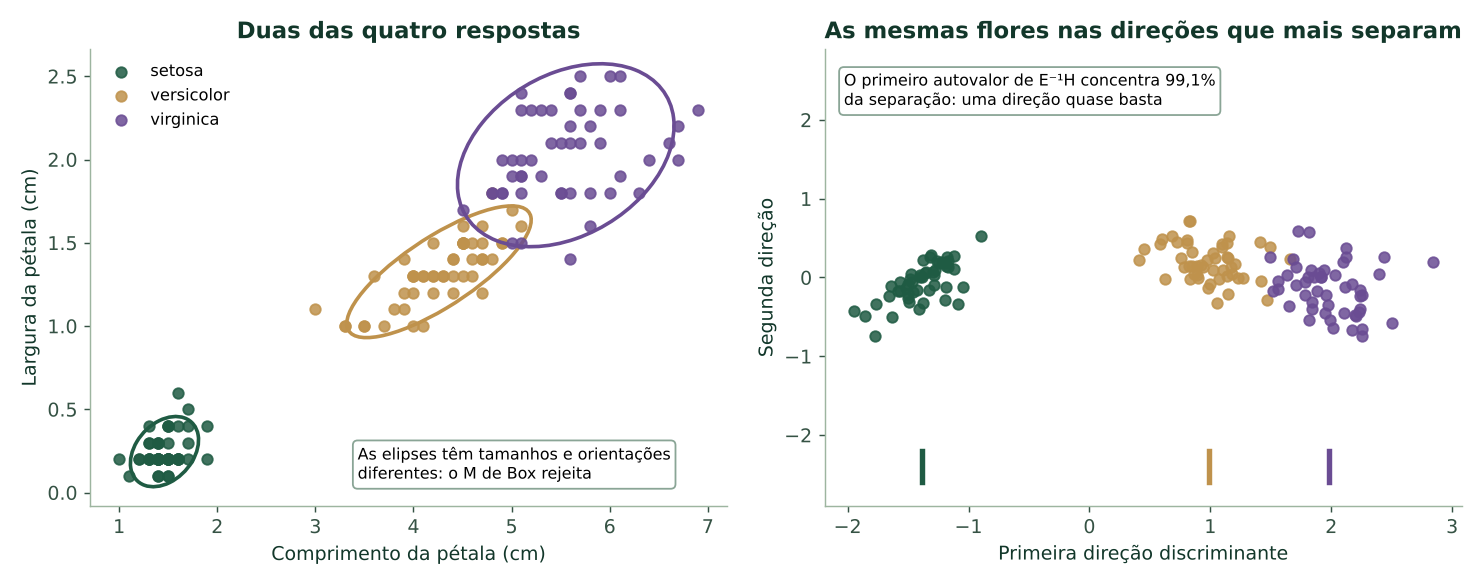 Duas das quatro respostas
setosa
versicolor
virginica
2.5
2.0
1.5
1.0
0.5
0.0
Largura da pétala (cm)
As elipses têm tamanhos e orientações
diferentes: o M de Box rejeita
1 2 3 4 5 6 7
Comprimento da pétala (cm)
As mesmas flores nas direções que mais separam
O primeiro autovalor de E⁻¹H concentra 99,1%
da separação: uma direção quase basta
2
1
0
−1
−2
Segunda direção
−2 −1 0 1 2 3
Primeira direção discriminante